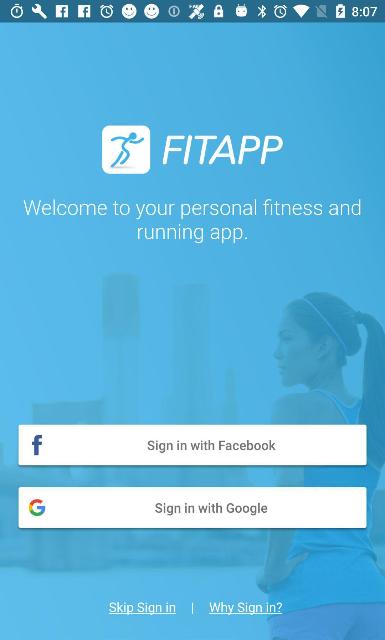 8:07
FITAPP
Welcome to your personal fitness and
running app.
f Sign in with Facebook
G Sign in with Google
Skip Sign in | Why Sign in?